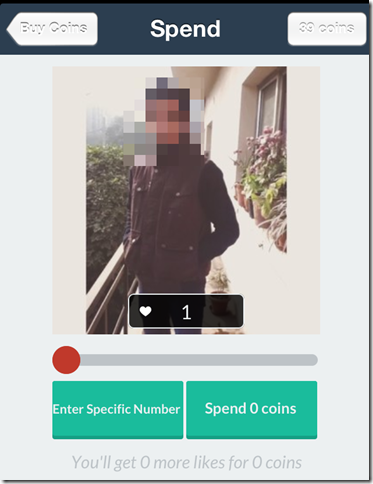 Buy Coins
Spend
39 coins
1
Enter Specific Number
Spend 0 coins
You'll get 0 more likes for 0 coins